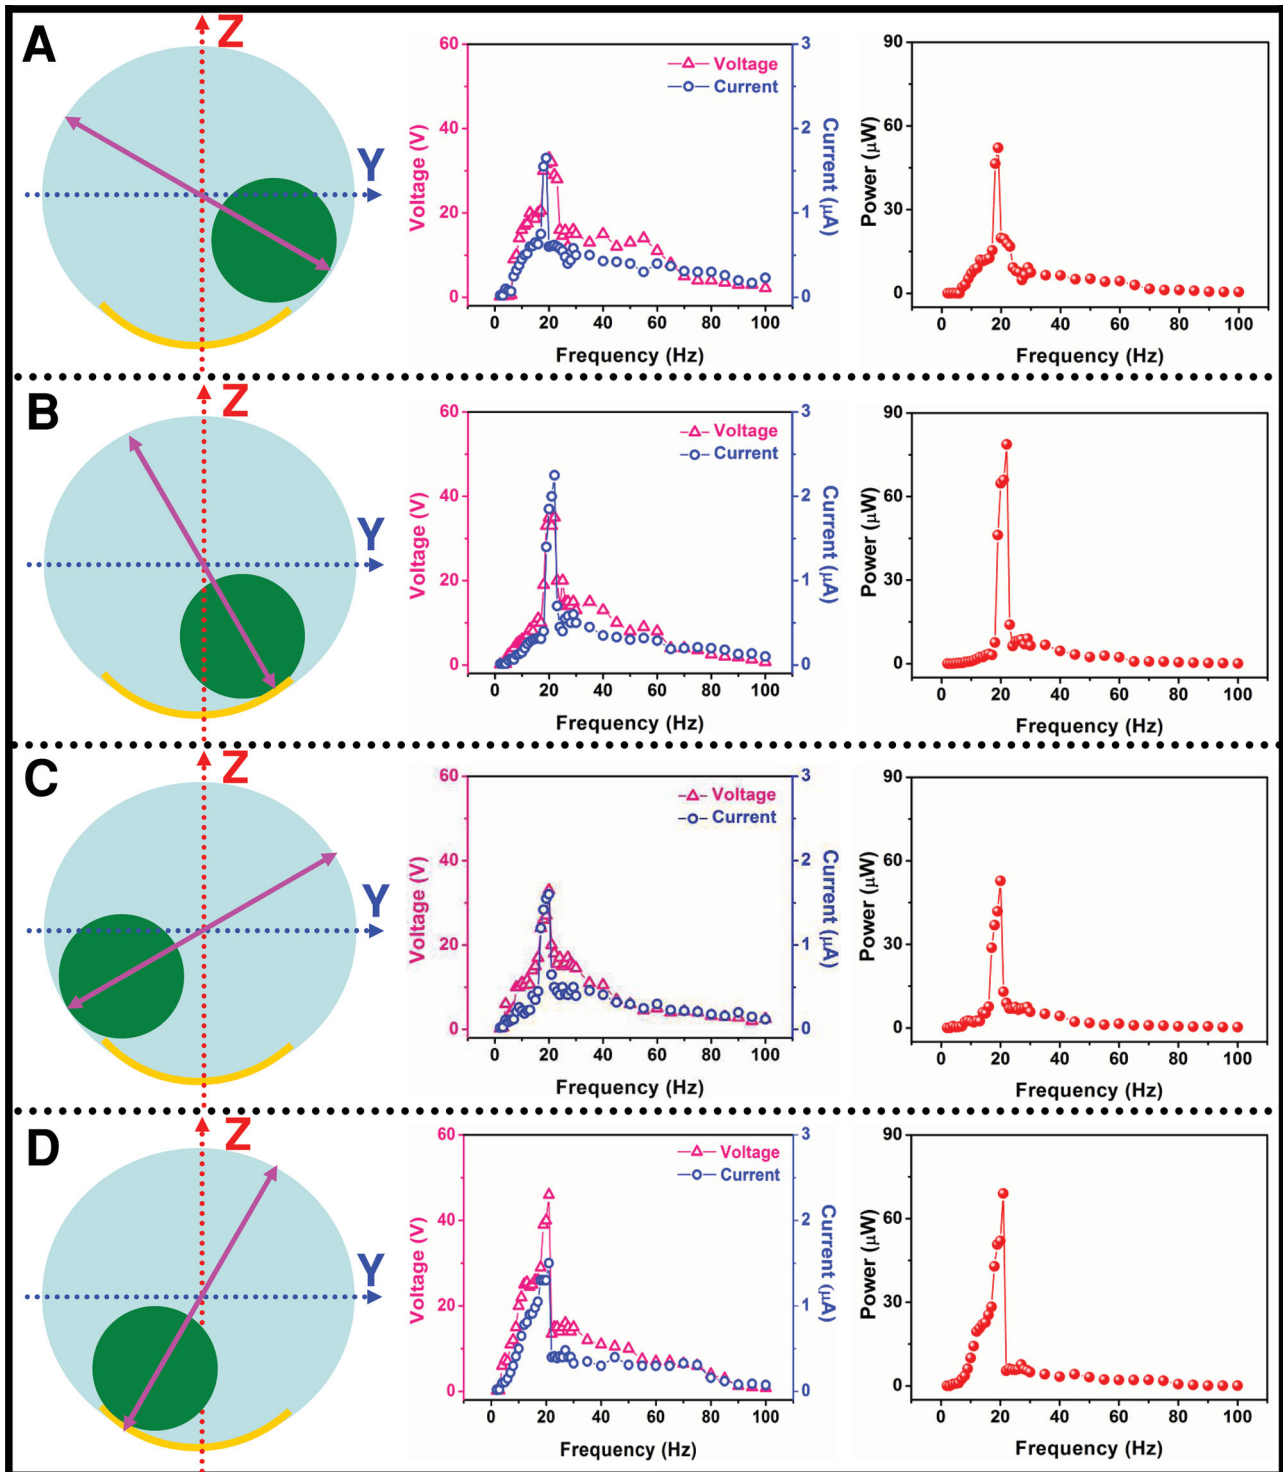 A
Z
Y
60
40
20
0
Voltage (V)
Voltage
Current
3
2
1
0
Current (μA)
0 20 40 60 80 100
Frequency (Hz)
90
60
30
0
Power (μW)
0 20 40 60 80 100
Frequency (Hz)
B
Z
Y
60
40
20
0
Voltage (V)
Voltage
Current
3
2
1
0
Current (μA)
0 20 40 60 80 100
Frequency (Hz)
90
60
30
0
Power (μW)
0 20 40 60 80 100
Frequency (Hz)
C
Z
Y
60
40
20
0
Voltage (V)
Voltage
Current
3
2
1
0
Current (μA)
0 20 40 60 80 100
Frequency (Hz)
90
60
30
0
Power (μW)
0 20 40 60 80 100
Frequency (Hz)
D
Z
Y
60
40
20
0
Voltage (V)
Voltage
Current
3
2
1
0
Current (μA)
0 20 40 60 80 100
Frequency (Hz)
90
60
30
0
Power (μW)
0 20 40 60 80 100
Frequency (Hz)